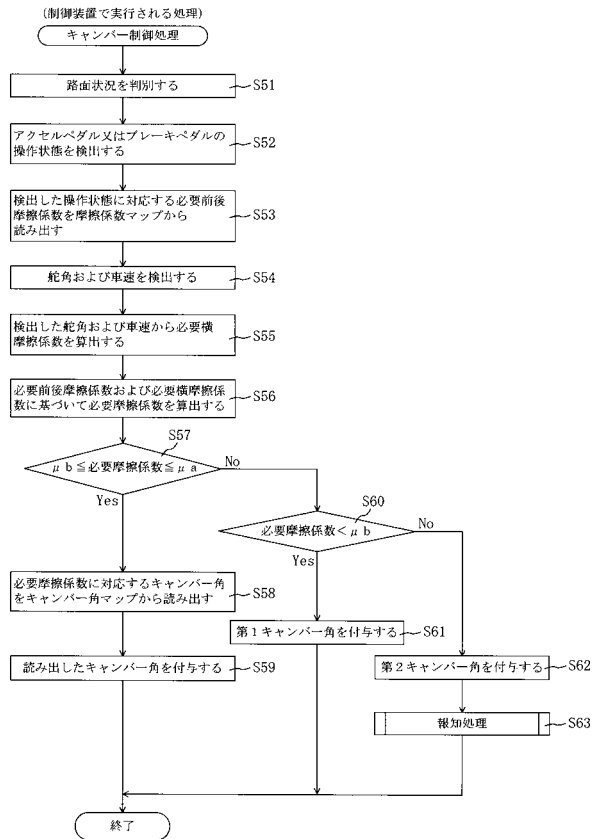 (制御装置で実行される処理)
キャンバー制御処理
路面状況を判別する
S51
アクセルペダル又はブレーキペダルの
操作状態を検出する
S52
検出した操作状態に対応する必要前後
摩擦係数を摩擦係数マップから
読み出す
S53
舵角および車速を検出する
S54
検出した舵角および車速から必要横
摩擦係数を算出する
S55
必要前後摩擦係数および必要横摩擦係
数に基づいて必要摩擦係数を算出する
S56
S57
μb≦必要摩擦係数≦μa
No
Yes
S60
必要摩擦係数<μb
No
Yes
必要摩擦係数に対応するキャンバー角
をキャンバー角マップから読み出す
S58
第1キャンバー角を付与する
S61
読み出したキャンバー角を付与する
S59
第2キャンバー角を付与する
S62
報知処理
S63
終了